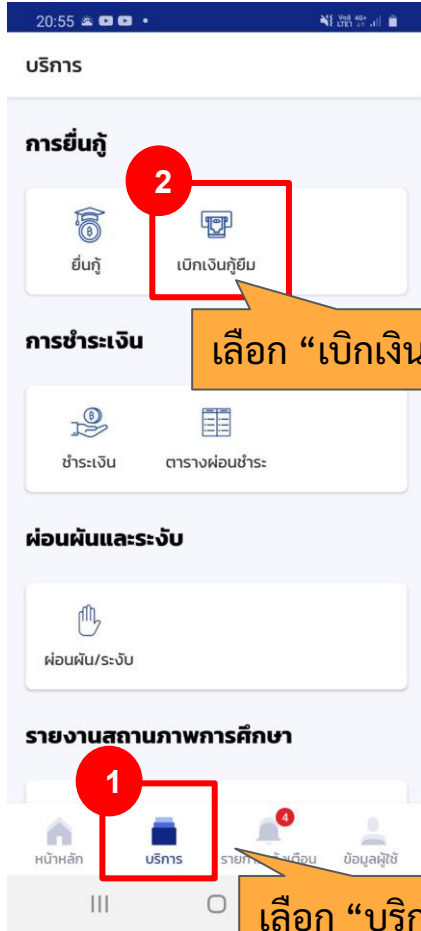 20:55
บริการ
การยื่นกู้
2
ยื่นกู้ เบิกเงินกู้ยืม
การชำระเงิน
เลือก “เบิกเงิน
ชำระเงิน ตารางผ่อนชำระ
ผ่อนผันและระงับ
ผ่อนผัน/ระงับ
รายงานสถานภาพการศึกษา
1
4
หน้าหลัก บริการ ข้อมูลผู้ใช้
เลือก “บริก